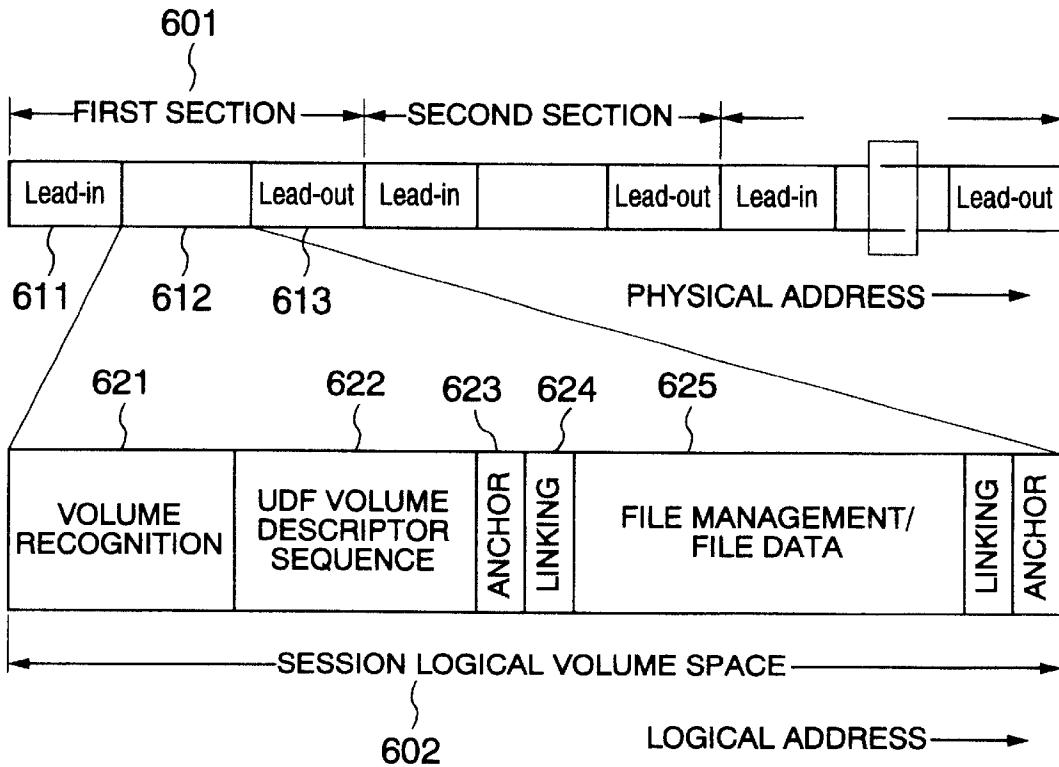 601
FIRST SECTION
SECOND SECTION
Lead-in
Lead-out
Lead-in
Lead-out
Lead-in
Lead-out
611
612
613
PHYSICAL ADDRESS
621
622
623
624
625
VOLUME
RECOGNITION
UDF VOLUME
DESCRIPTOR
SEQUENCE
ANCHOR
LINKING
FILE MANAGEMENT/
FILE DATA
LINKING
ANCHOR
SESSION LOGICAL VOLUME SPACE
602
LOGICAL ADDRESS